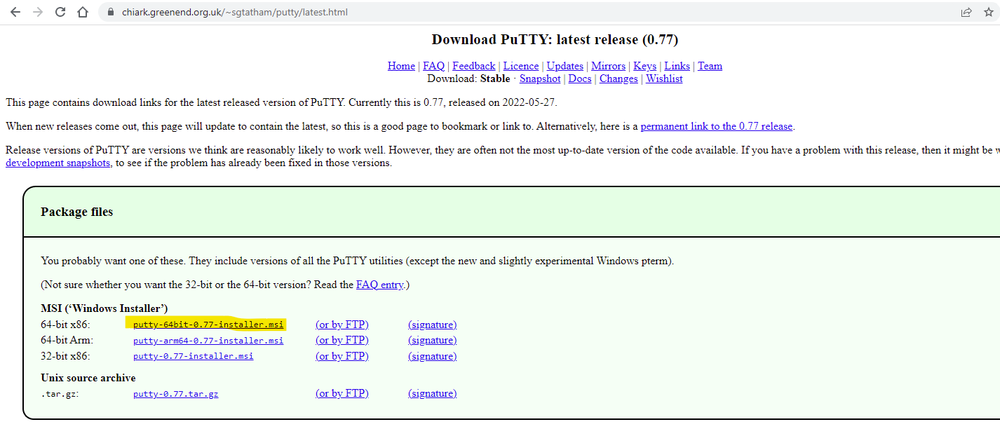 chiark.greenend.org.uk/~sgtatham/putty/latest.html
Download PuTTY: latest release (0.77)
Home | FAQ | Feedback | Licence | Updates | Mirrors | Keys | Links | Team
Download: Stable · Snapshot | Docs | Changes | Wishlist
This page contains download links for the latest released version of PuTTY. Currently this is 0.77, released on 2022-05-27.
When new releases come out, this page will update to contain the latest, so this is a good page to bookmark or link to. Alternatively, here is a permanent link to the 0.77 release.
Release versions of PuTTY are versions we think are reasonably likely to work well. However, they are often not the most up-to-date version of the code available. If you have a problem with this release, then it might be
development snapshots, to see if the problem has already been fixed in those versions.
Package files
You probably want one of these. They include versions of all the PuTTY utilities (except the new and slightly experimental Windows pterm).
(Not sure whether you want the 32-bit or the 64-bit version? Read the FAQ entry.)
MSI (‘Windows Installer’)
64-bit x86: putty-64bit-0.77-installer.msi (or by FTP) (signature)
64-bit Arm: putty-arm64-0.77-installer.msi (or by FTP) (signature)
32-bit x86: putty-0.77-installer.msi (or by FTP) (signature)
Unix source archive
.tar.gz: putty-0.77.tar.gz (or by FTP) (signature)